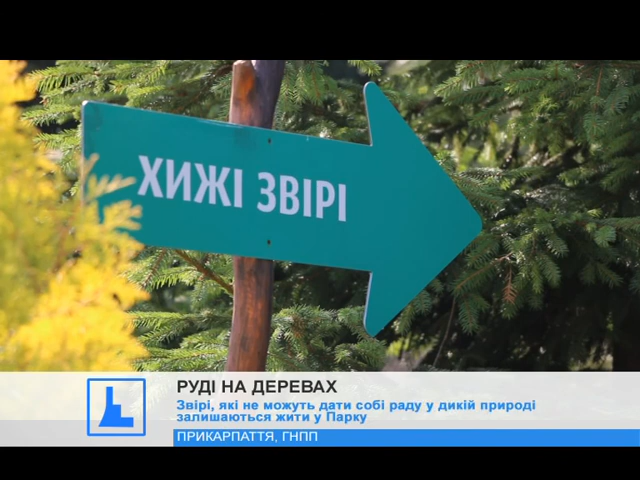 ХИЖІ ЗВІРІ
РУДІ НА ДЕРЕВАХ
Звірі, які не можуть дати собі раду у дикій природі
залишаються жити у Парку
ПРИКАРПАТТЯ, ГНПП